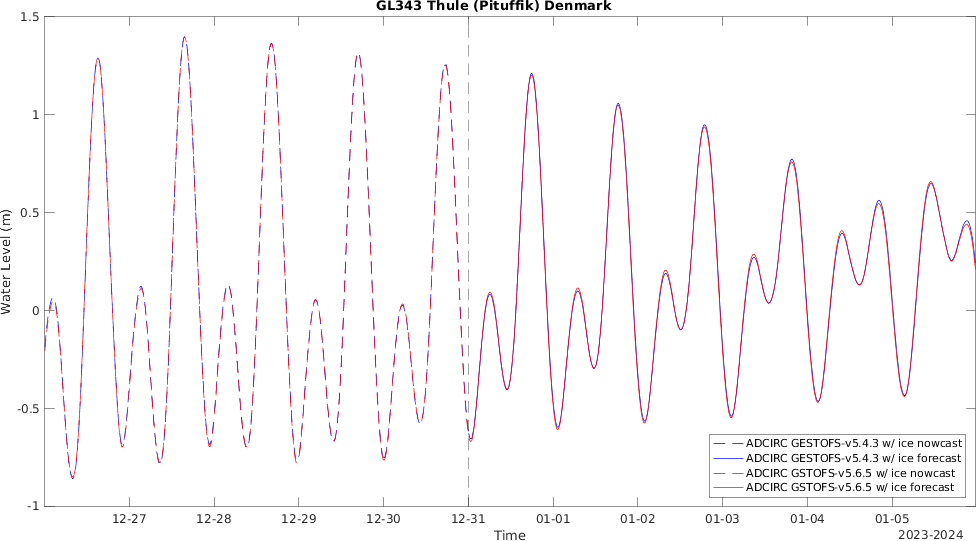 GL343 Thule (Pituffik) Denmark
1.5
1
0.5
0
-0.5
-1
Water Level (m)
12-27 12-28 12-29 12-30 12-31 01-01 01-02 01-03 01-04 01-05
Time
2023-2024
ADCIRC GESTOFS-v5.4.3 w/ ice nowcast
ADCIRC GESTOFS-v5.4.3 w/ ice forecast
ADCIRC GSTOFS-v5.6.5 w/ ice nowcast
ADCIRC GSTOFS-v5.6.5 w/ ice forecast